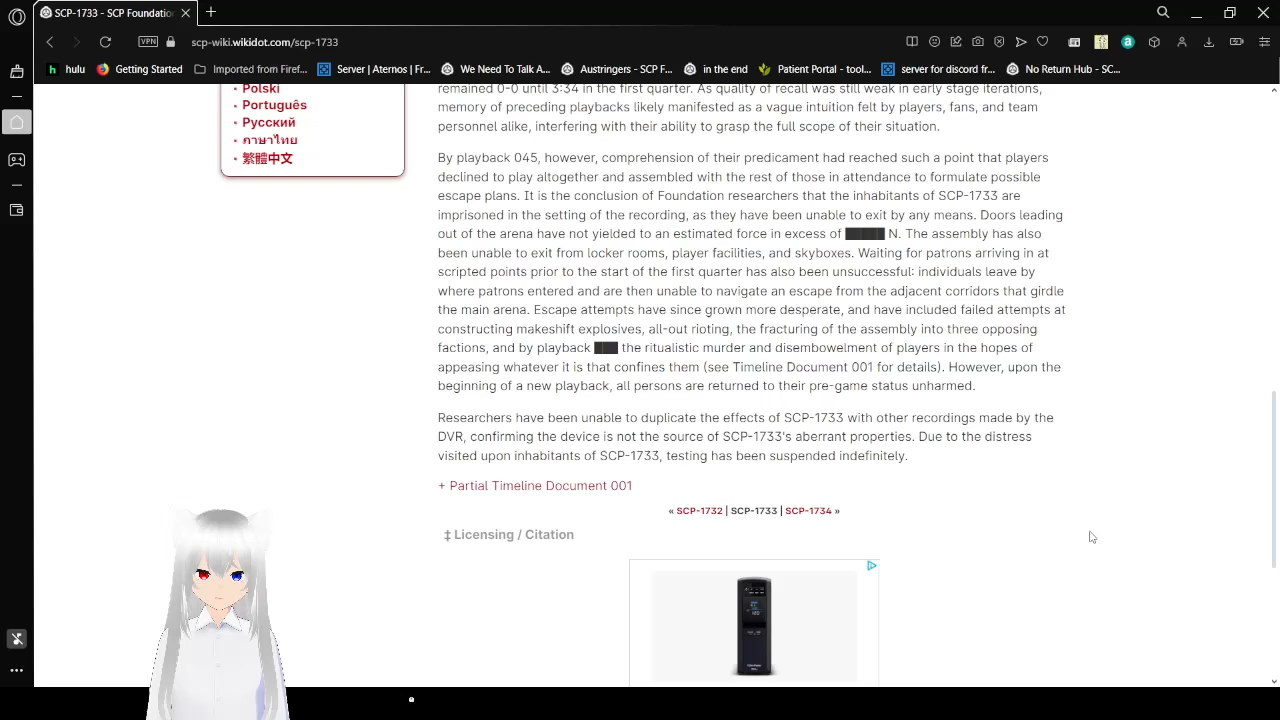 SCP-1733 - SCP Foundatio
VPN
scp-wiki.wikidot.com/scp-1733
hulu
Getting Started
Imported from Firef...
Server | Aternos | Fr...
We Need To Talk A...
Austringers - SCP F...
in the end
Patient Portal - tool...
server for discord fr...
No Return Hub - SC...
Polski
Português
Русский
ภาษาไทย
繁體中文
remained 0-0 until 3:34 in the first quarter. As quality of recall was still weak in early stage iterations,
memory of preceding playbacks likely manifested as a vague intuition felt by players, fans, and team
personnel alike, interfering with their ability to grasp the full scope of their situation.
By playback 045, however, comprehension of their predicament had reached such a point that players
declined to play altogether and assembled with the rest of those in attendance to formulate possible
escape plans. It is the conclusion of Foundation researchers that the inhabitants of SCP-1733 are
imprisoned in the setting of the recording, as they have been unable to exit by any means. Doors leading
out of the arena have not yielded to an estimated force in excess of █████ N. The assembly has also
been unable to exit from locker rooms, player facilities, and skyboxes. Waiting for patrons arriving in at
scripted points prior to the start of the first quarter has also been unsuccessful: individuals leave by
where patrons entered and are then unable to navigate an escape from the adjacent corridors that girdle
the main arena. Escape attempts have since grown more desperate, and have included failed attempts at
constructing makeshift explosives, all-out rioting, the fracturing of the assembly into three opposing
factions, and by playback ███ the ritualistic murder and disembowelment of players in the hopes of
appeasing whatever it is that confines them (see Timeline Document 001 for details). However, upon the
beginning of a new playback, all persons are returned to their pre-game status unharmed.
Researchers have been unable to duplicate the effects of SCP-1733 with other recordings made by the
DVR, confirming the device is not the source of SCP-1733's aberrant properties. Due to the distress
visited upon inhabitants of SCP-1733, testing has been suspended indefinitely.
+ Partial Timeline Document 001
« SCP-1732 | SCP-1733 | SCP-1734 »
‡ Licensing / Citation